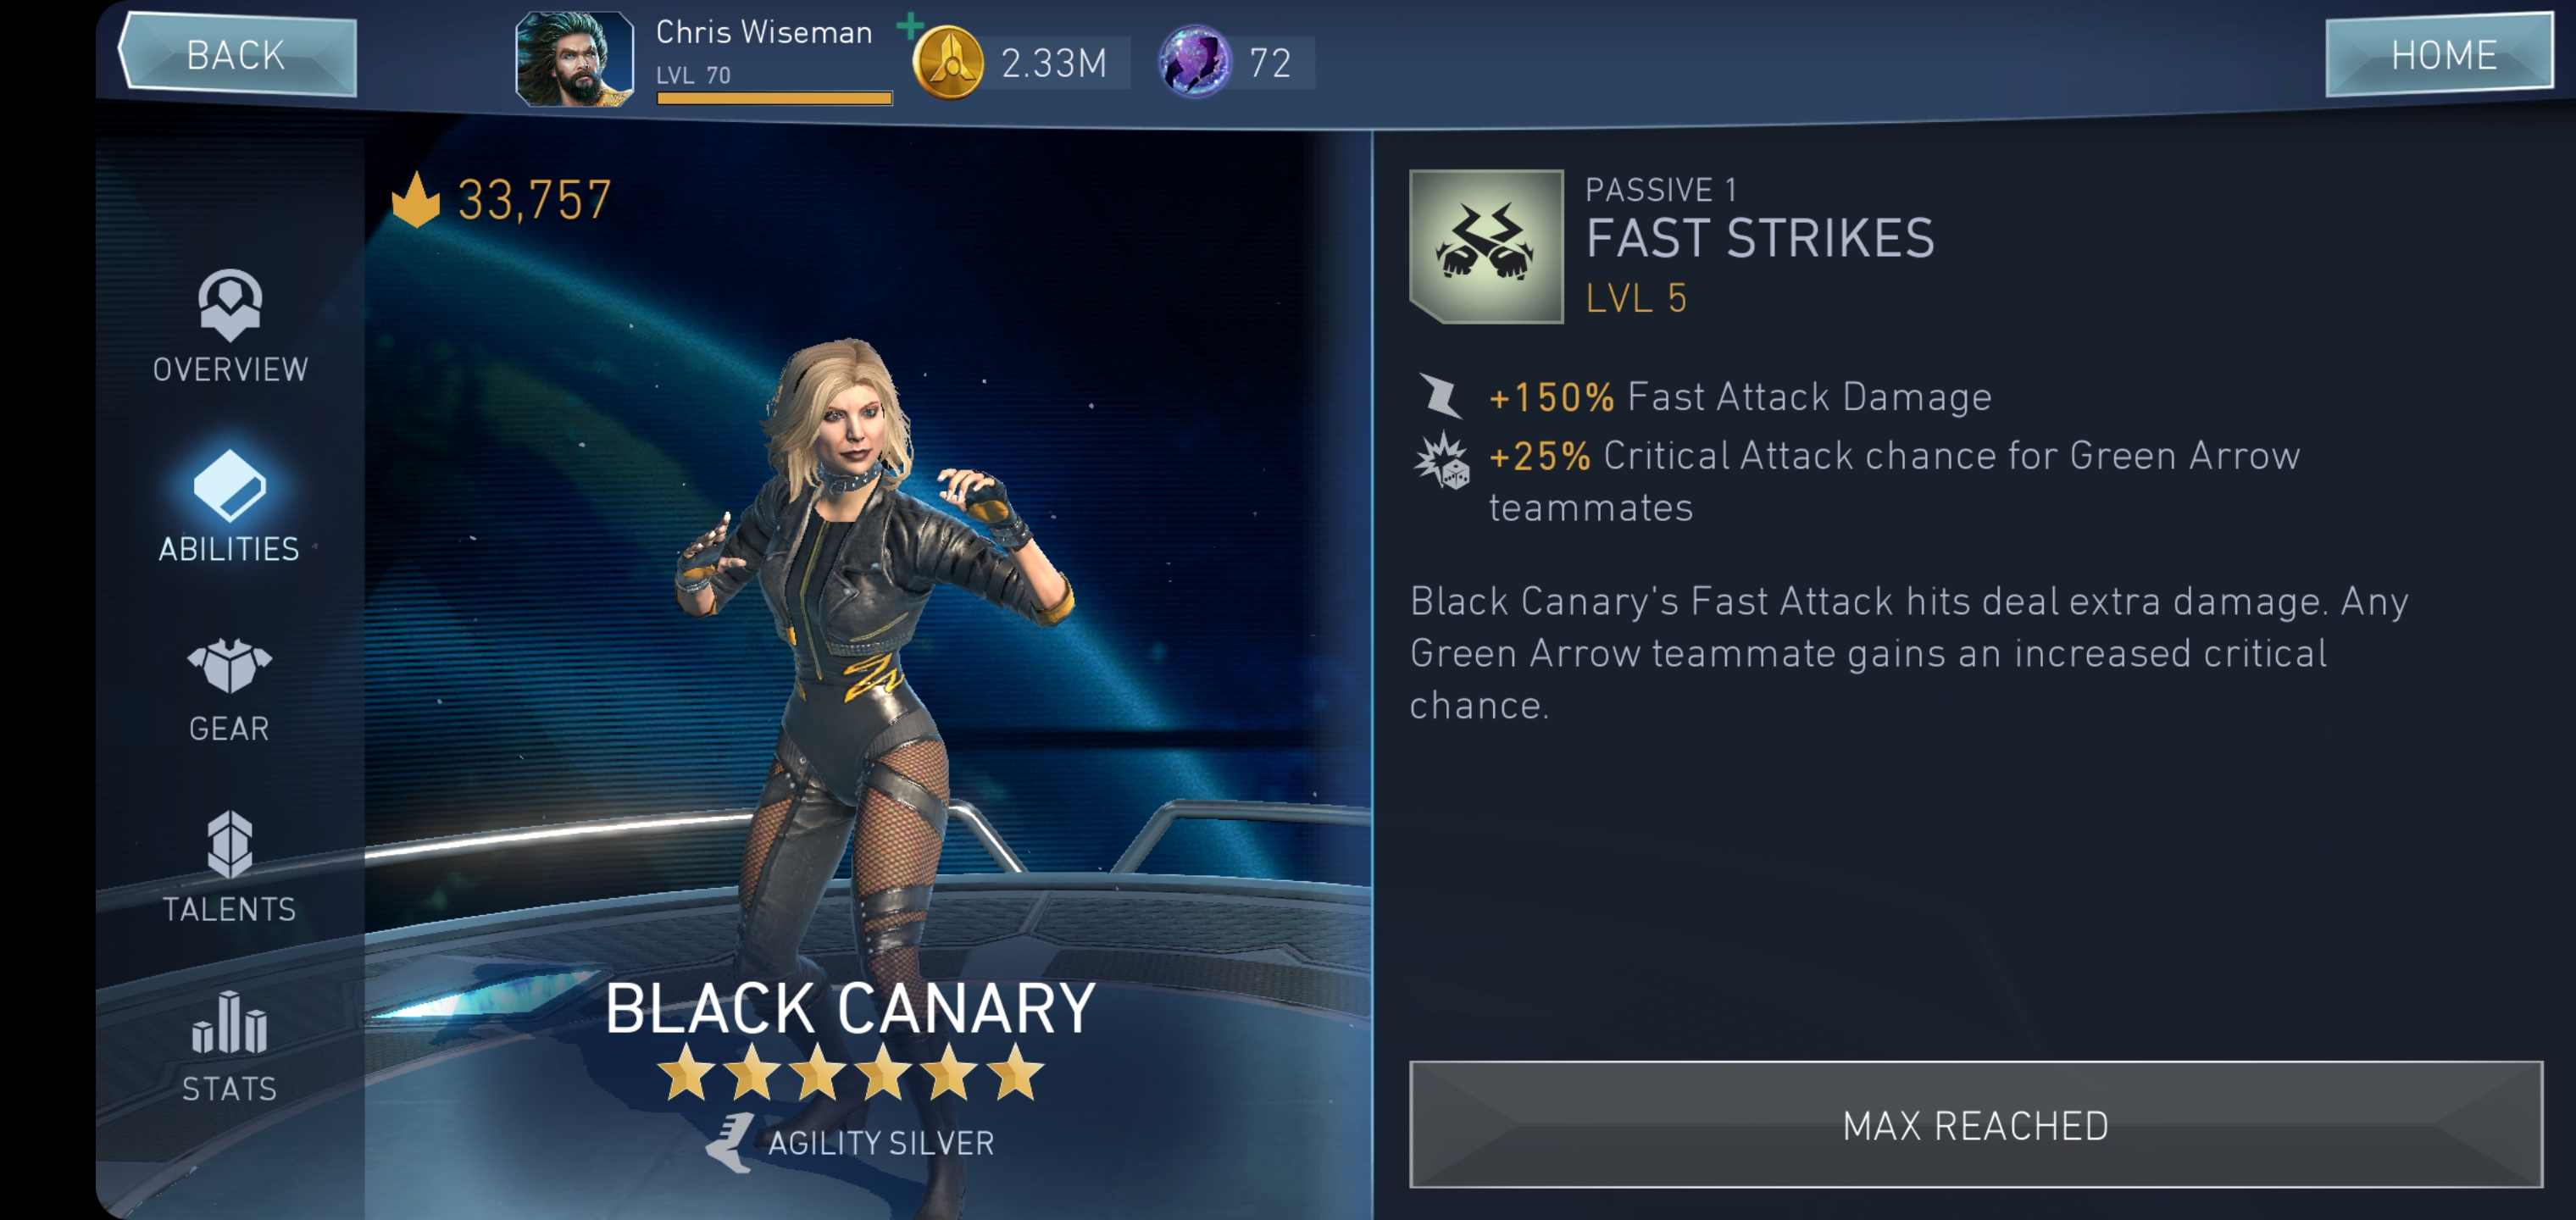 BACK
Chris Wiseman
LVL 70
2.33M
72
HOME
33,757
OVERVIEW
ABILITIES
GEAR
TALENTS
STATS
BLACK CANARY
AGILITY SILVER
PASSIVE 1
FAST STRIKES
LVL 5
+150% Fast Attack Damage
+25% Critical Attack chance for Green Arrow
teammates
Black Canary's Fast Attack hits deal extra damage. Any
Green Arrow teammate gains an increased critical
chance.
MAX REACHED